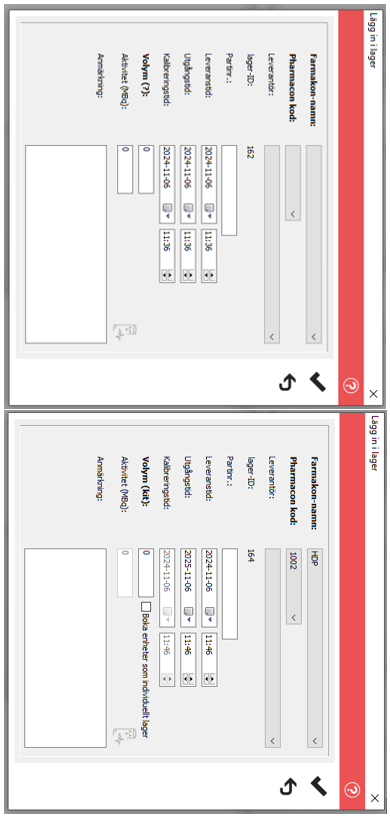 Lägg in i lager
Farmakon-namn:
Pharmacon kod:
Leverantör:
lager-ID: 162
Partnr.:
Leveranstid: 2024-11-06 11:36
Utgångstid: 2024-11-06 11:36
Kalibreringstid: 2024-11-06 11:36
Volym (?): 0
Aktivitet (MBq): 0
Anmärkning:
Lägg in i lager
Farmakon-namn: HDP
Pharmacon kod: 1002
Leverantör:
lager-ID: 164
Partnr.:
Leveranstid: 2024-11-06 11:46
Utgångstid: 2025-11-06 11:46
Kalibreringstid: 2024-11-06 11:46
Volym (kit): 0 Boka enheter som individuellt lager
Aktivitet (MBq): 0
Anmärkning: